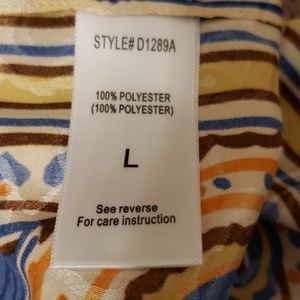 STYLE# D1289A
100% POLYESTER
(100% POLYESTER)
L
See reverse
For care instruction